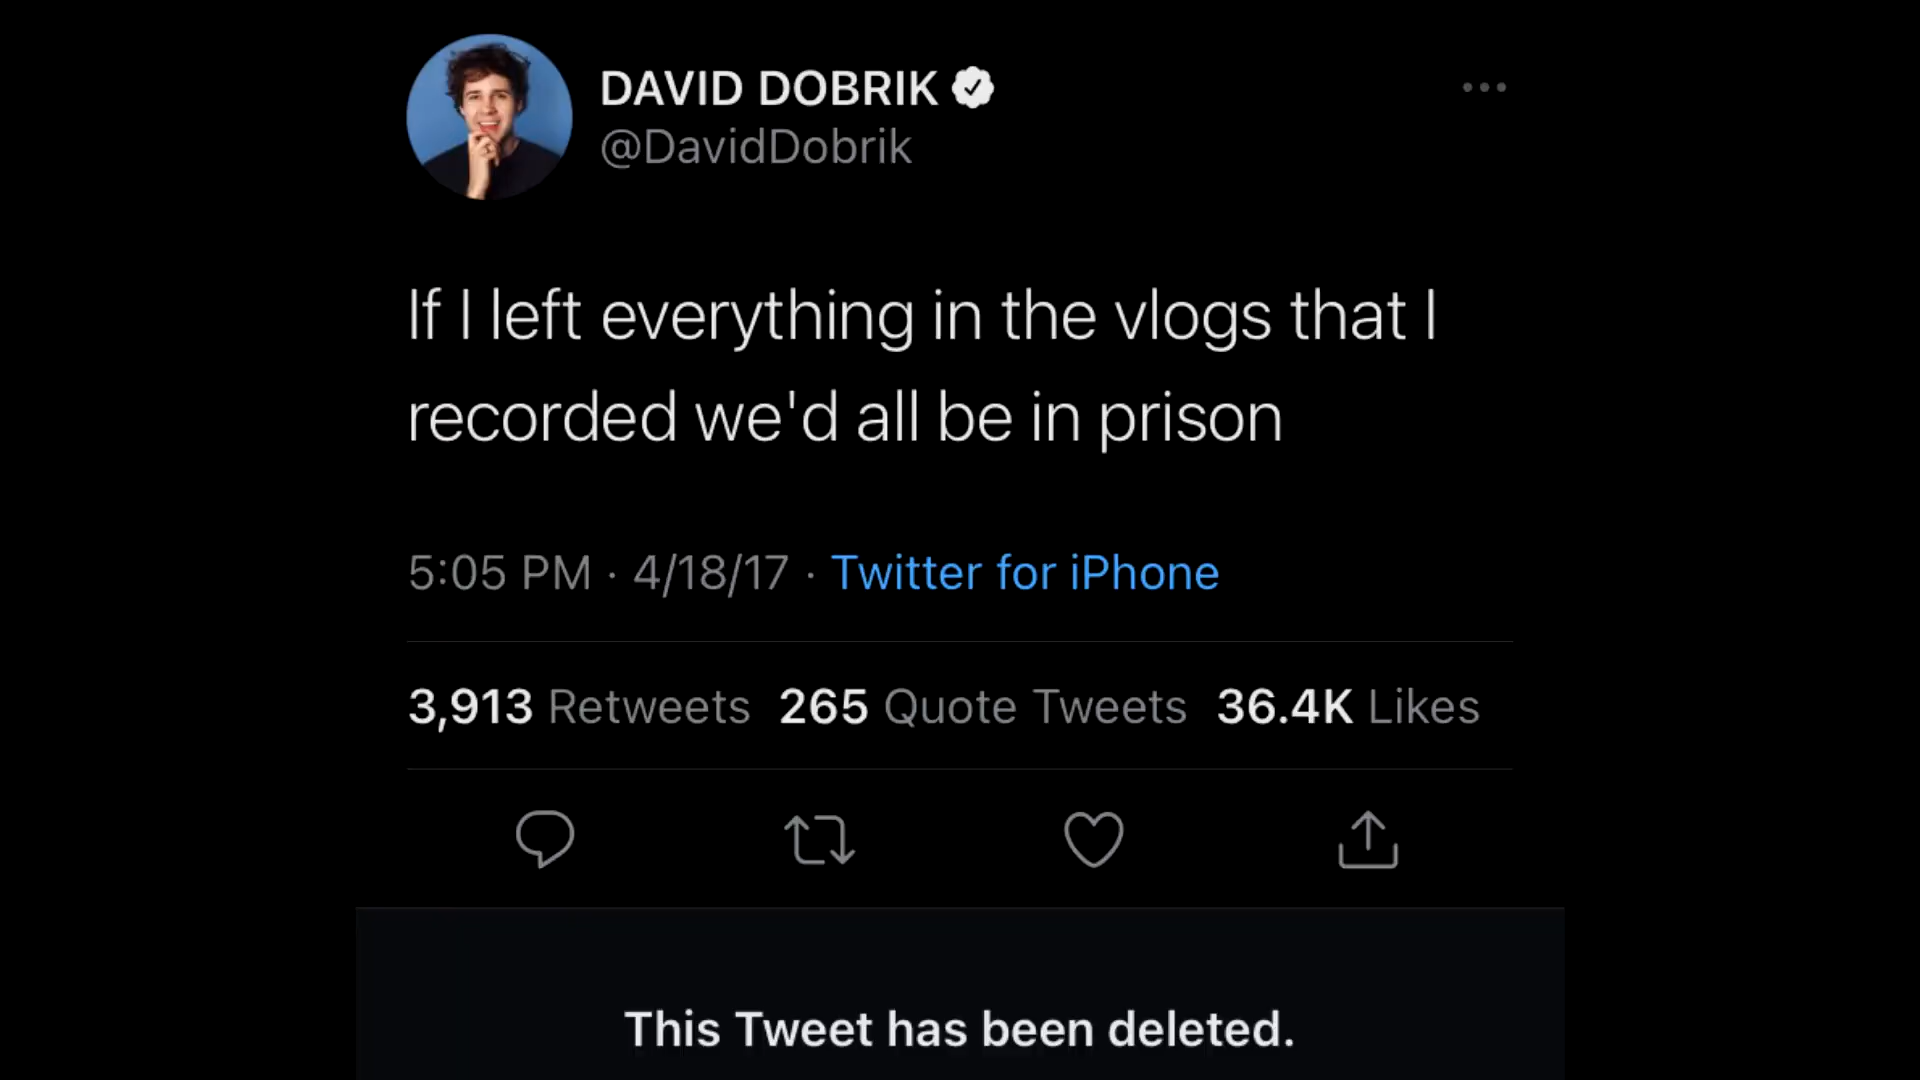 DAVID DOBRIK
@DavidDobrik
If I left everything in the vlogs that I
recorded we'd all be in prison
5:05 PM · 4/18/17 · Twitter for iPhone
3,913 Retweets 265 Quote Tweets 36.4K Likes
This Tweet has been deleted.